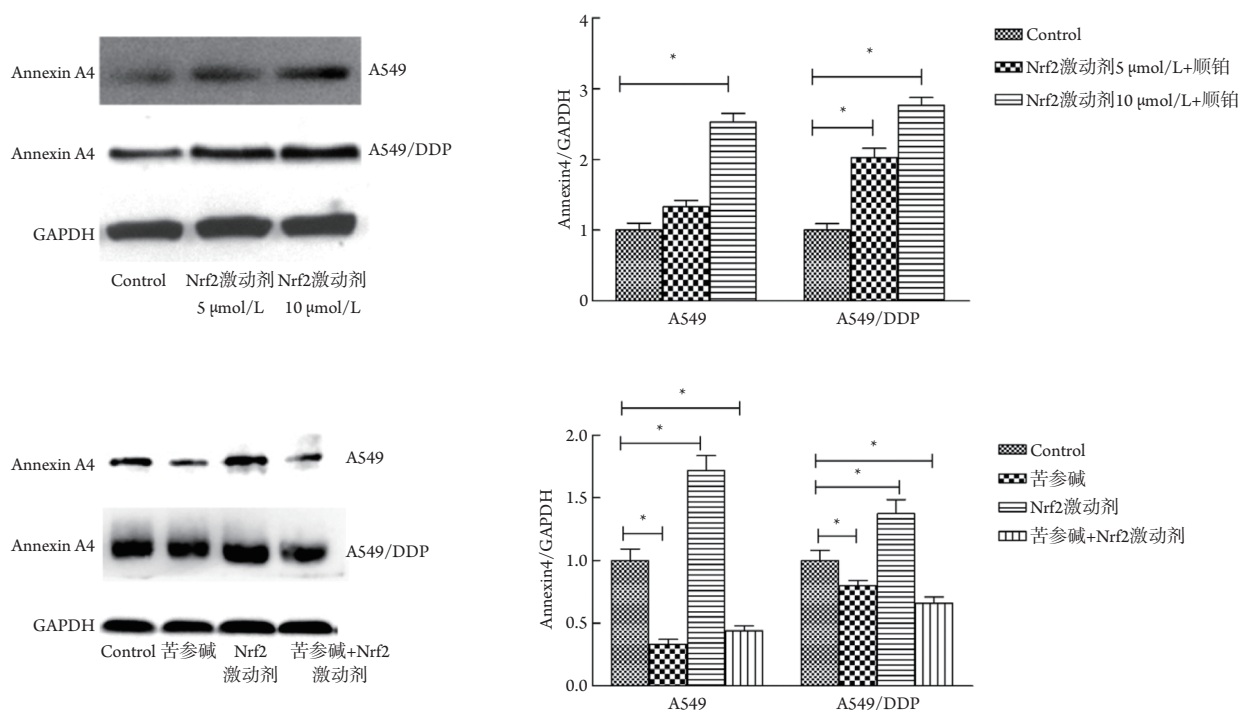 Annexin A4
A549
Annexin A4
A549/DDP
GAPDH
Control
Nrf2激动剂
5 μmol/L
Nrf2激动剂
10 μmol/L
Annexin4/GAPDH
4
3
2
1
0
*
*
*
A549
A549/DDP
Control
Nrf2激动剂5 μmol/L+顺铂
Nrf2激动剂10 μmol/L+顺铂
Annexin A4
A549
Annexin A4
A549/DDP
GAPDH
Control
苦参碱
Nrf2
激动剂
苦参碱+Nrf2
激动剂
Annexin4/GAPDH
2.0
1.5
1.0
0.5
0.0
*
*
*
*
*
*
A549
A549/DDP
Control
苦参碱
Nrf2激动剂
苦参碱+Nrf2激动剂